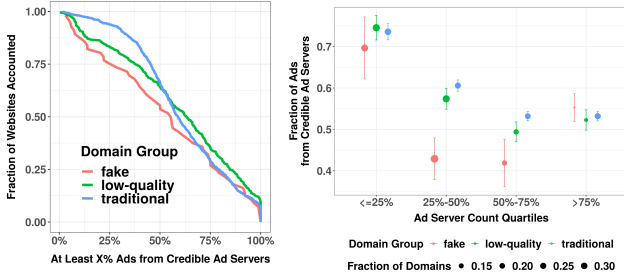 Fraction of Websites Accounted
1.00
0.75
0.50
0.25
0.00
Domain Group
fake
low-quality
traditional
0%
25%
50%
75%
100%
At Least X% Ads from Credible Ad Servers
Fraction of Ads
from Credible Ad Servers
0.7
0.6
0.5
0.4
<=25%
25%~50%
50%~75%
>75%
Ad Server Count Quartiles
Domain Group fake low-quality traditional
Fraction of Domains 0.15 0.20 0.25 0.30